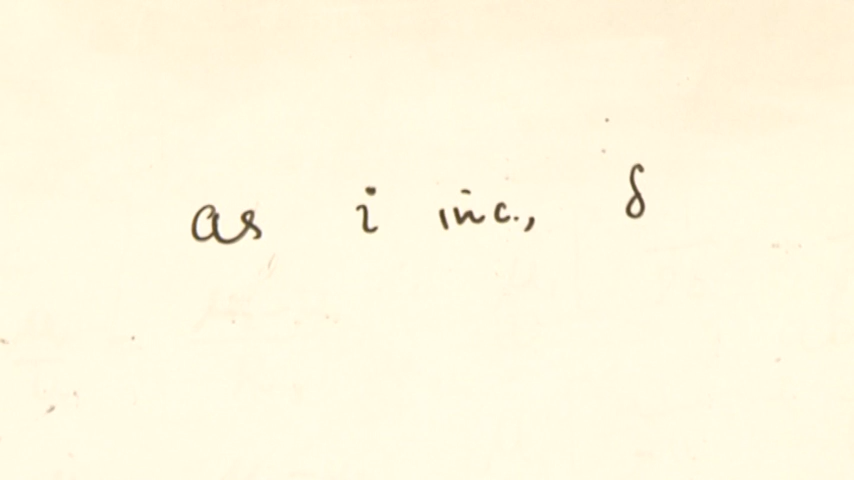 as i inc., δ